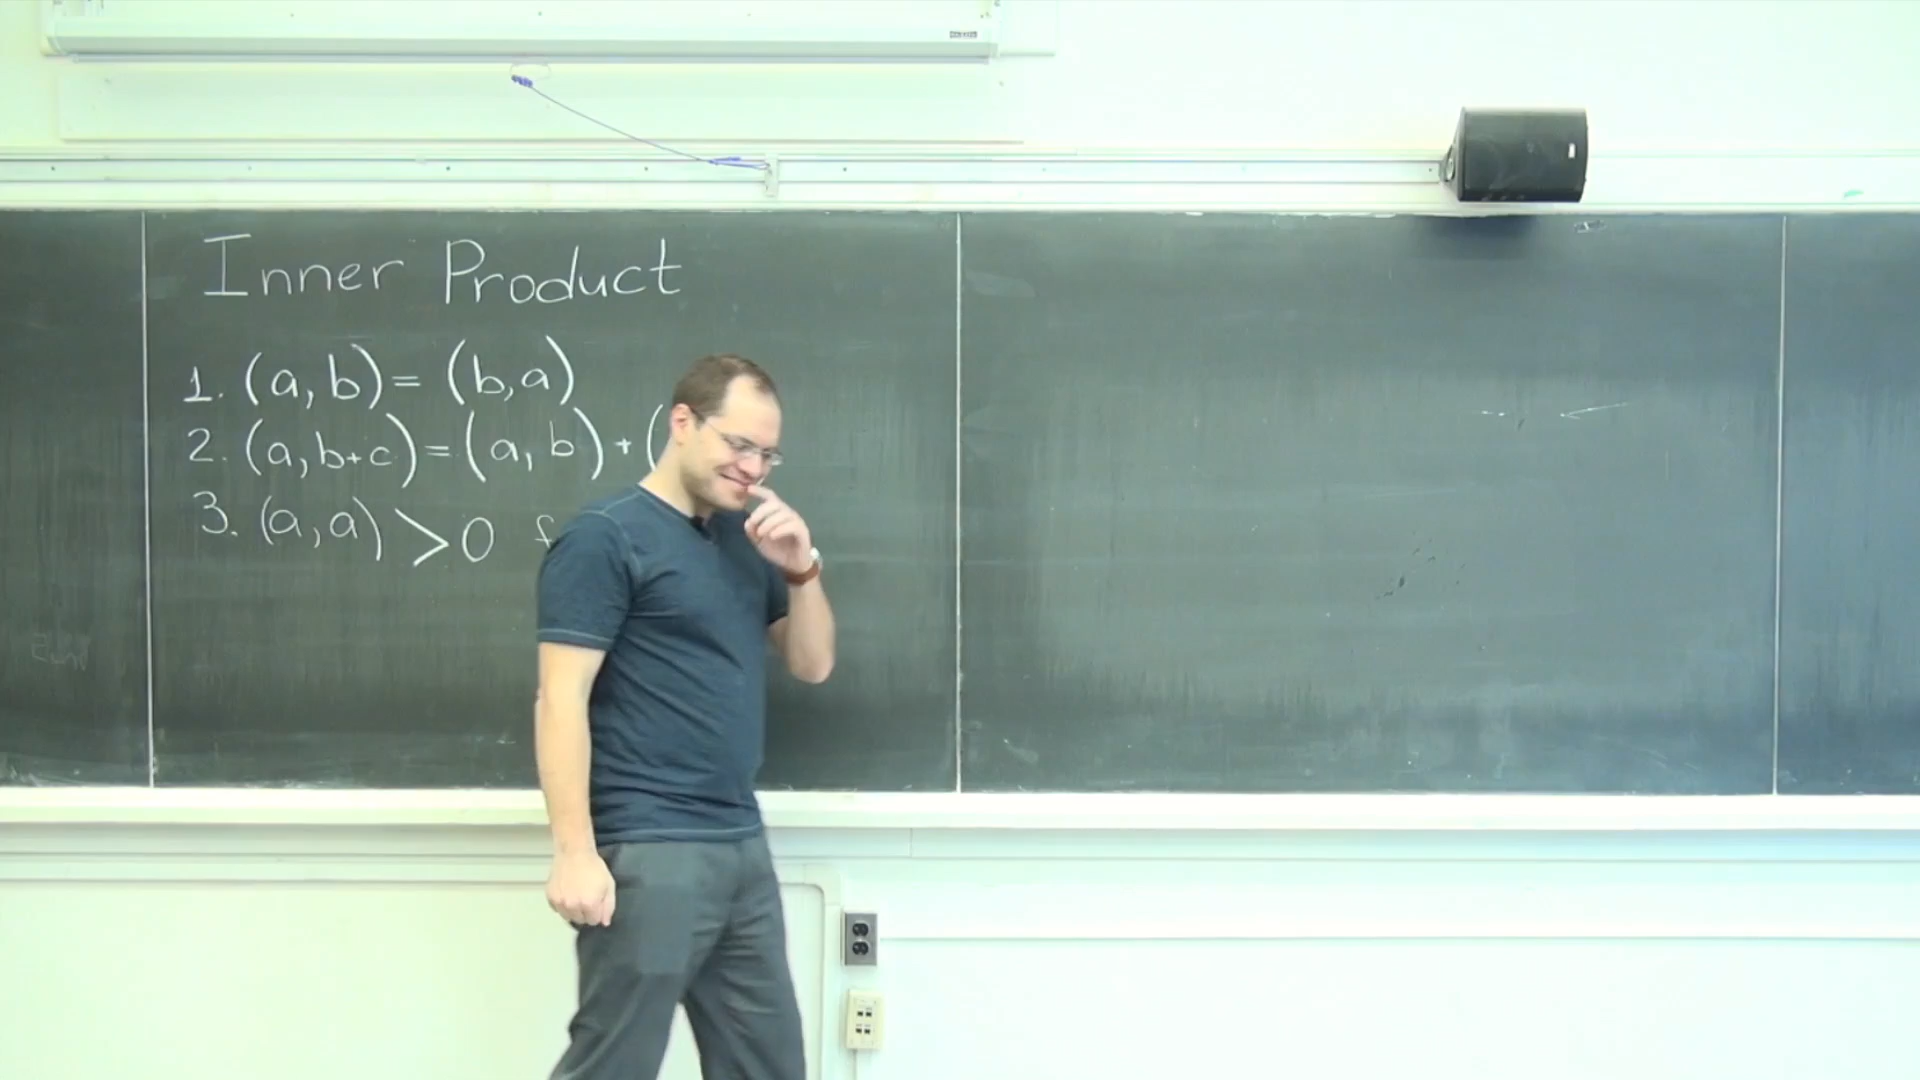 Inner Product
1. (a, b) = (b, a)
2. (a, b+c) = (a, b) + (
3. (a, a) > 0 f